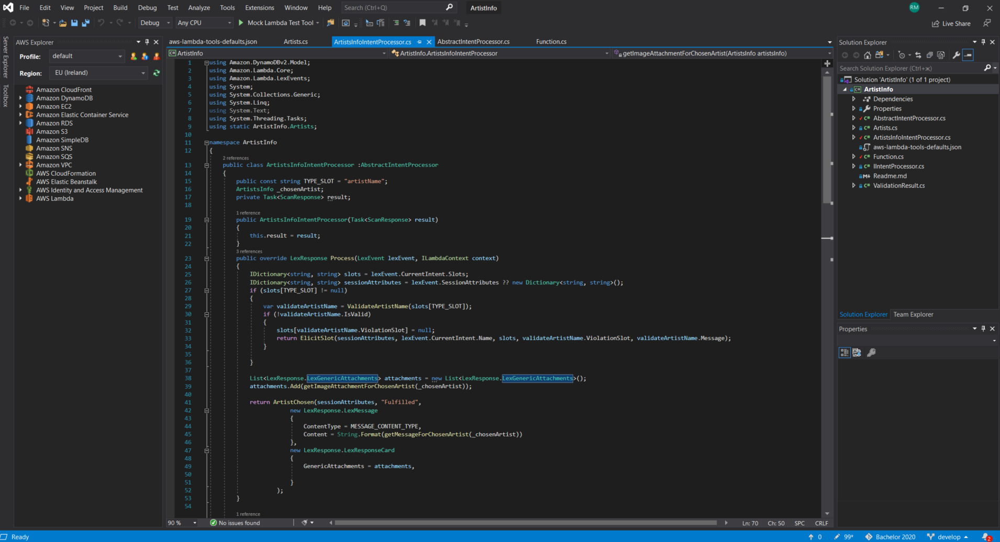 File Edit View Project Build Debug Test Analyze Tools Extensions Window Help Search (Ctrl+Q) ArtistInfo RM
Debug Any CPU Mock Lambda Test Tool Live Share
Server Explorer
Toolbox
AWS Explorer
Profile: default
Region: EU (Ireland)
Amazon CloudFront
Amazon DynamoDB
Amazon EC2
Amazon Elastic Container Service
Amazon RDS
Amazon S3
Amazon SimpleDB
Amazon SNS
Amazon SQS
Amazon VPC
AWS CloudFormation
AWS Elastic Beanstalk
AWS Identity and Access Management
AWS Lambda
aws-lambda-tools-defaults.json Artists.cs ArtistsInfoIntentProcessor.cs AbstractIntentProcessor.cs Function.cs
C# ArtistInfo ArtistInfo.ArtistsInfoIntentProcessor getImageAttachmentForChosenArtist(ArtistsInfo artistsInfo)
1 using Amazon.DynamoDBv2.Model;
2 using Amazon.Lambda.Core;
3 using Amazon.Lambda.LexEvents;
4 using System;
5 using System.Collections.Generic;
6 using System.Linq;
7 using System.Text;
8 using System.Threading.Tasks;
9 using static ArtistInfo.Artists;
10
11 namespace ArtistInfo
12 {
2 references
13 public class ArtistsInfoIntentProcessor :AbstractIntentProcessor
14 {
15 public const string TYPE_SLOT = "artistName";
16 ArtistsInfo _chosenArtist;
17 private Task<ScanResponse> result;
18
1 reference
19 public ArtistsInfoIntentProcessor(Task<ScanResponse> result)
20 {
21 this.result = result;
22 }
3 references
23 public override LexResponse Process(LexEvent lexEvent, ILambdaContext context)
24 {
25 IDictionary<string, string> slots = lexEvent.CurrentIntent.Slots;
26 IDictionary<string, string> sessionAttributes = lexEvent.SessionAttributes ?? new Dictionary<string, string>();
27 if (slots[TYPE_SLOT] != null)
28 {
29 var validateArtistName = ValidateArtistName(slots[TYPE_SLOT]);
30 if (!validateArtistName.IsValid)
31 {
32 slots[validateArtistName.ViolationSlot] = null;
33 return ElicitSlot(sessionAttributes, lexEvent.CurrentIntent.Name, slots, validateArtistName.ViolationSlot, validateArtistName.Message);
34 }
35
36 }
37
38 List<LexResponse.LexGenericAttachments> attachments = new List<LexResponse.LexGenericAttachments>();
39 attachments.Add(getImageAttachmentForChosenArtist(_chosenArtist));
40
41 return ArtistChosen(sessionAttributes, "Fulfilled",
42 new LexResponse.LexMessage
43 {
44 ContentType = MESSAGE_CONTENT_TYPE,
45 Content = String.Format(getMessageForChosenArtist(_chosenArtist))
46 },
47 new LexResponse.LexResponseCard
48 {
49 GenericAttachments = attachments,
50
51 }
52 );
53 }
54
1 reference
90 % No issues found Ln: 70 Ch: 50 SPC CRLF
Solution Explorer
Search Solution Explorer (Ctrl+ж)
Solution 'ArtistInfo' (1 of 1 project)
C# ArtistInfo
Dependencies
Properties
C# AbstractIntentProcessor.cs
C# Artists.cs
C# ArtistsInfoIntentProcessor.cs
aws-lambda-tools-defaults.json
C# Function.cs
C# IIntentProcessor.cs
M↓ Readme.md
C# ValidationResult.cs
Solution Explorer Team Explorer
Properties
Ready 0 99* Bachelor 2020 develop 2